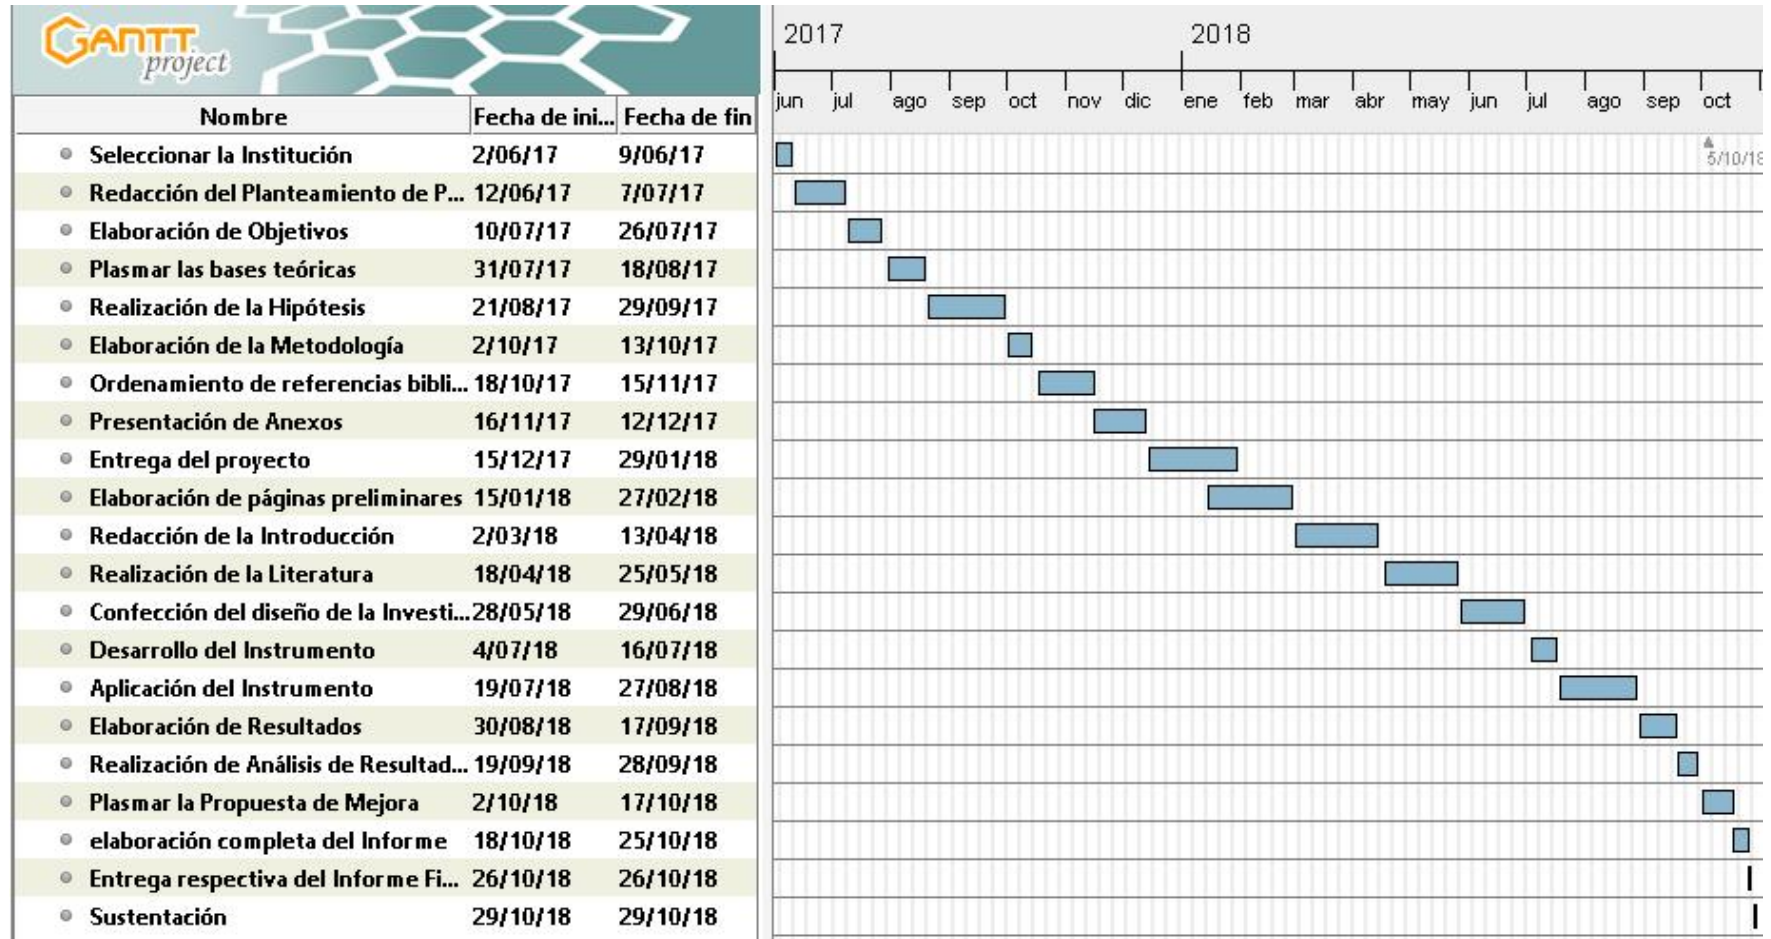 GANTT
project
2017 2018
jun jul ago sep oct nov dic ene feb mar abr may jun jul ago sep oct
Nombre Fecha de ini... Fecha de fin
Seleccionar la Institución 2/06/17 9/06/17
5/10/18
Redacción del Planteamiento de P... 12/06/17 7/07/17
Elaboración de Objetivos 10/07/17 26/07/17
Plasmar las bases teóricas 31/07/17 18/08/17
Realización de la Hipótesis 21/08/17 29/09/17
Elaboración de la Metodología 2/10/17 13/10/17
Ordenamiento de referencias bibli... 18/10/17 15/11/17
Presentación de Anexos 16/11/17 12/12/17
Entrega del proyecto 15/12/17 29/01/18
Elaboración de páginas preliminares 15/01/18 27/02/18
Redacción de la Introducción 2/03/18 13/04/18
Realización de la Literatura 18/04/18 25/05/18
Confección del diseño de la Investi... 28/05/18 29/06/18
Desarrollo del Instrumento 4/07/18 16/07/18
Aplicación del Instrumento 19/07/18 27/08/18
Elaboración de Resultados 30/08/18 17/09/18
Realización de Análisis de Resultad... 19/09/18 28/09/18
Plasmar la Propuesta de Mejora 2/10/18 17/10/18
elaboración completa del Informe 18/10/18 25/10/18
Entrega respectiva del Informe Fi... 26/10/18 26/10/18
Sustentación 29/10/18 29/10/18